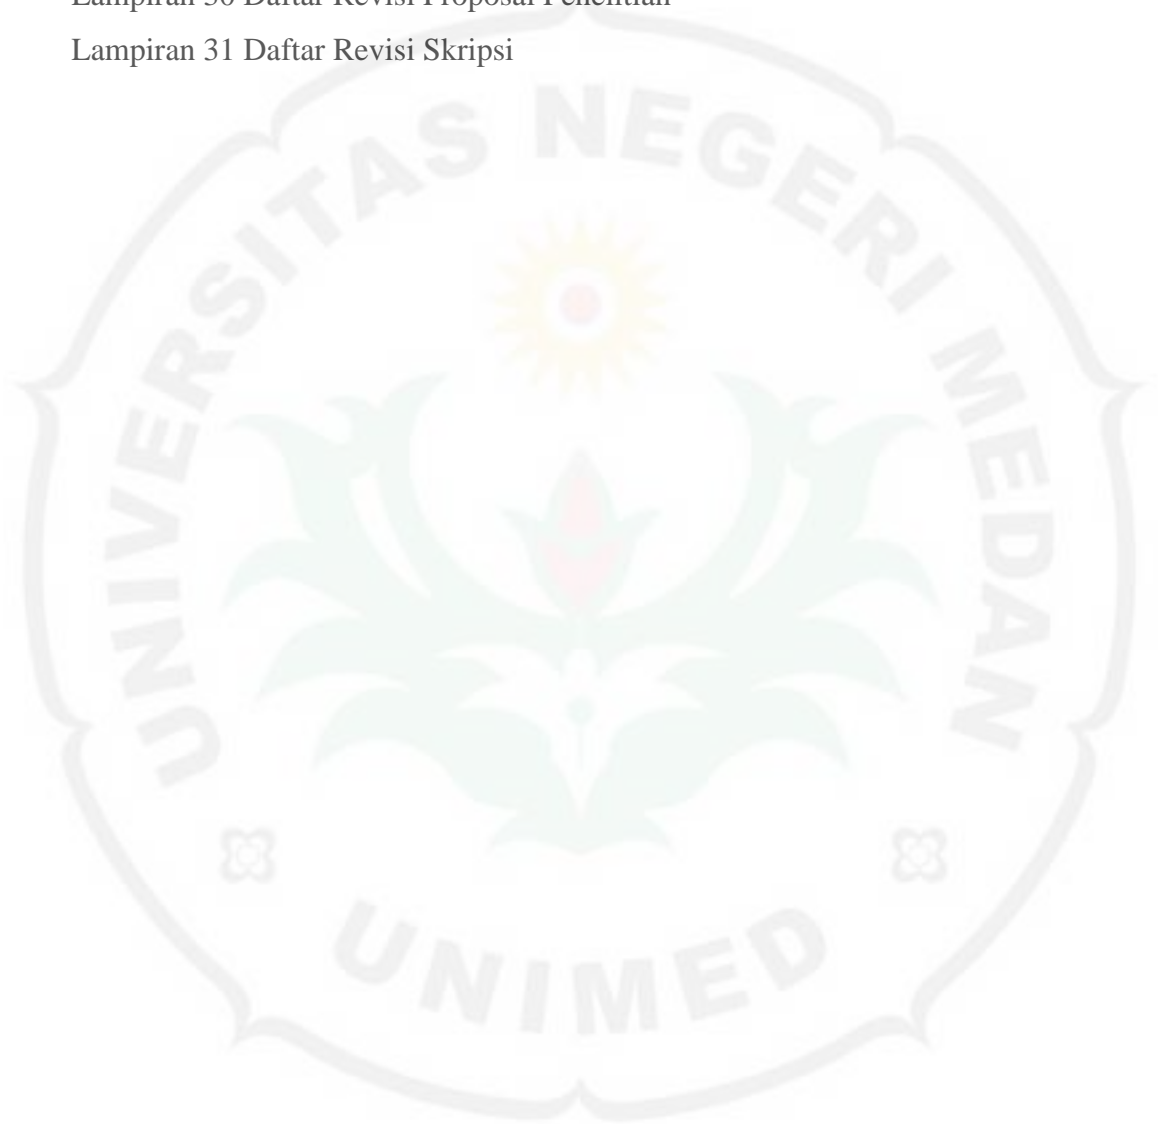 Lampiran 30 Daftar Revisi Proposal Penelitian
Lampiran 31 Daftar Revisi Skripsi
UNIVERSITAS NEGERI MEDAN
UNIMED